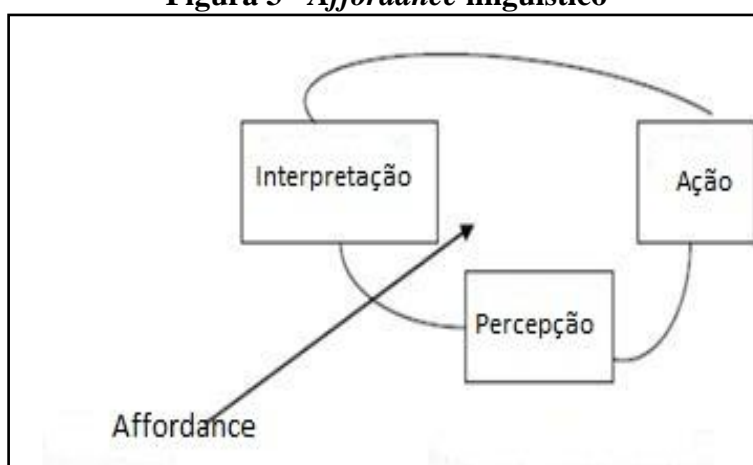 Figura 3 Affordance linguístico
Interpretação
Ação
Percepção
Affordance